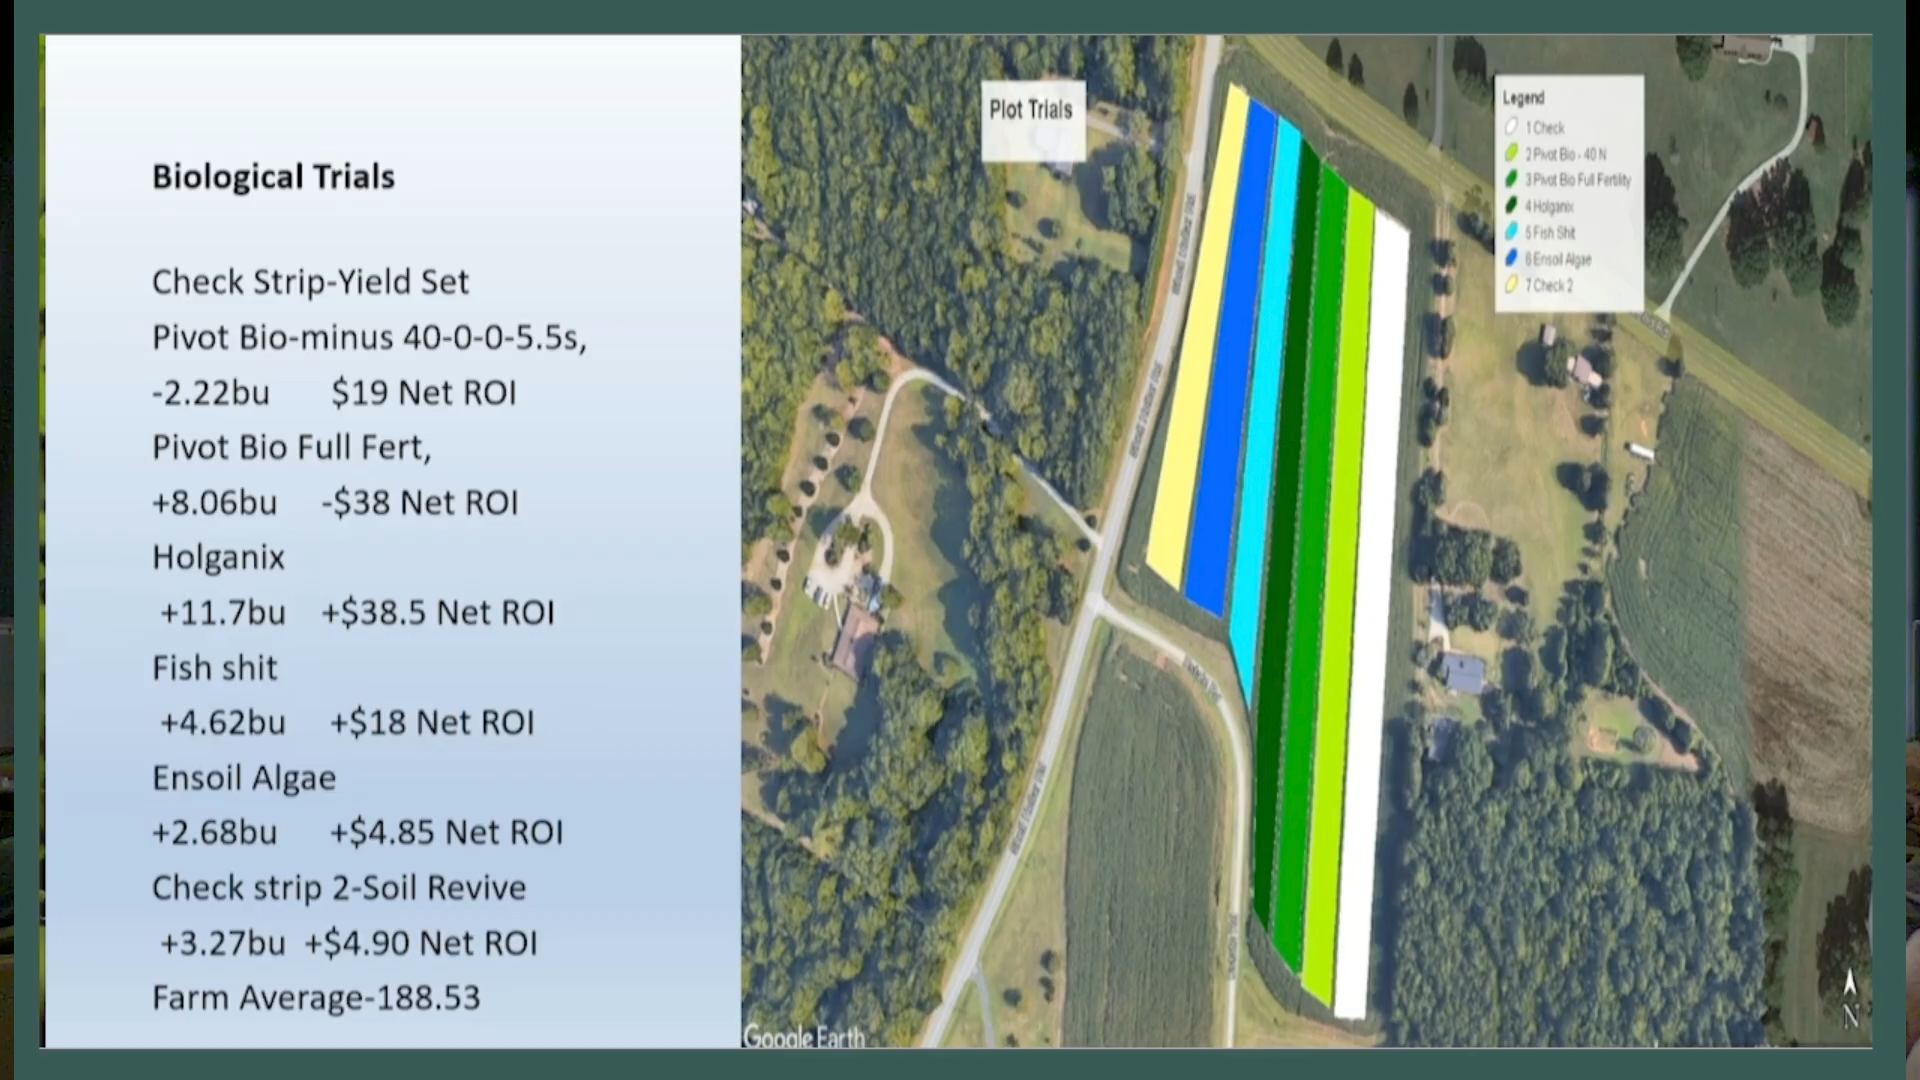 Biological Trials
Check Strip-Yield Set
Pivot Bio-minus 40-0-0-5.5s,
-2.22bu $19 Net ROI
Pivot Bio Full Fert,
+8.06bu -$38 Net ROI
Holganix
+11.7bu +$38.5 Net ROI
Fish shit
+4.62bu +$18 Net ROI
Ensoil Algae
+2.68bu +$4.85 Net ROI
Check strip 2-Soil Revive
+3.27bu +$4.90 Net ROI
Farm Average-188.53
Plot Trials
Legend
1 Check
2 Pivot Bio - 40 N
3 Pivot Bio Full Fertility
4 Holganix
5 Fish Shit
6 Ensoil Algae
7 Check 2
Google Earth
N